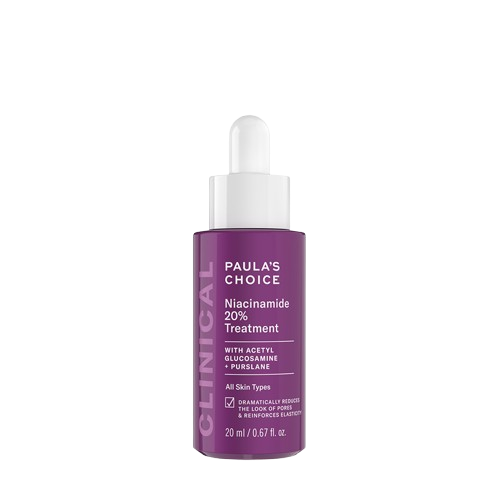 CLINICAL
PAULA'S
CHOICE
Niacinamide
20%
Treatment
WITH ACETYL
GLUCOSAMINE
+ PURSLANE
All Skin Types
DRAMATICALLY REDUCES
THE LOOK OF PORES
& REINFORCES ELASTICITY
20 ml / 0.67 fl. oz.